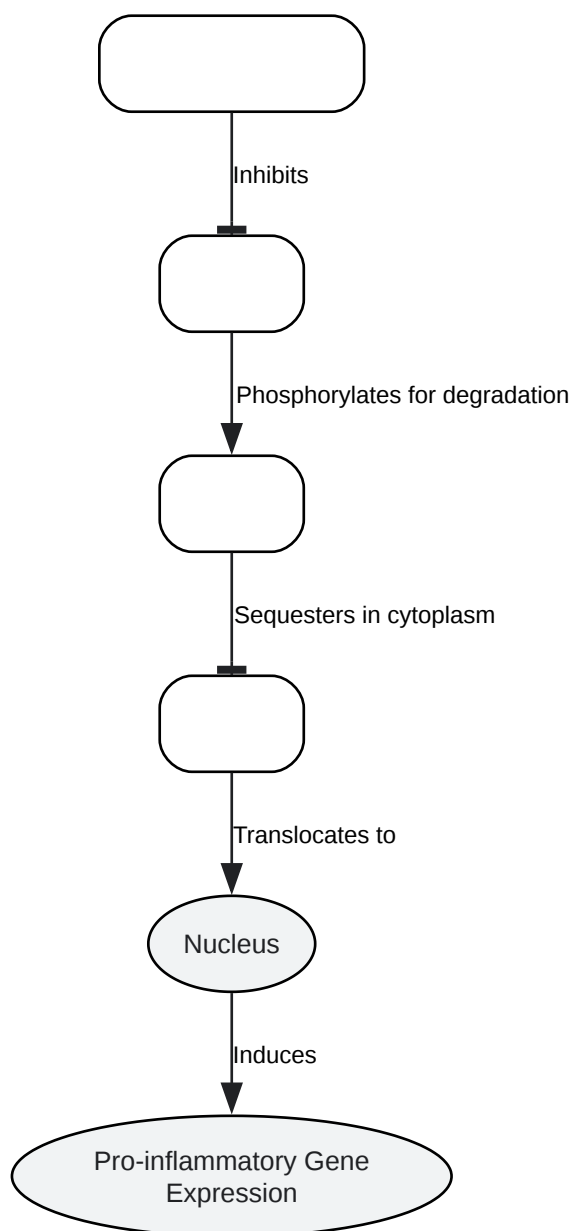 Inhibits
Phosphorylates for degradation
Sequesters in cytoplasm
Translocates to
Nucleus
Induces
Pro-inflammatory Gene
Expression